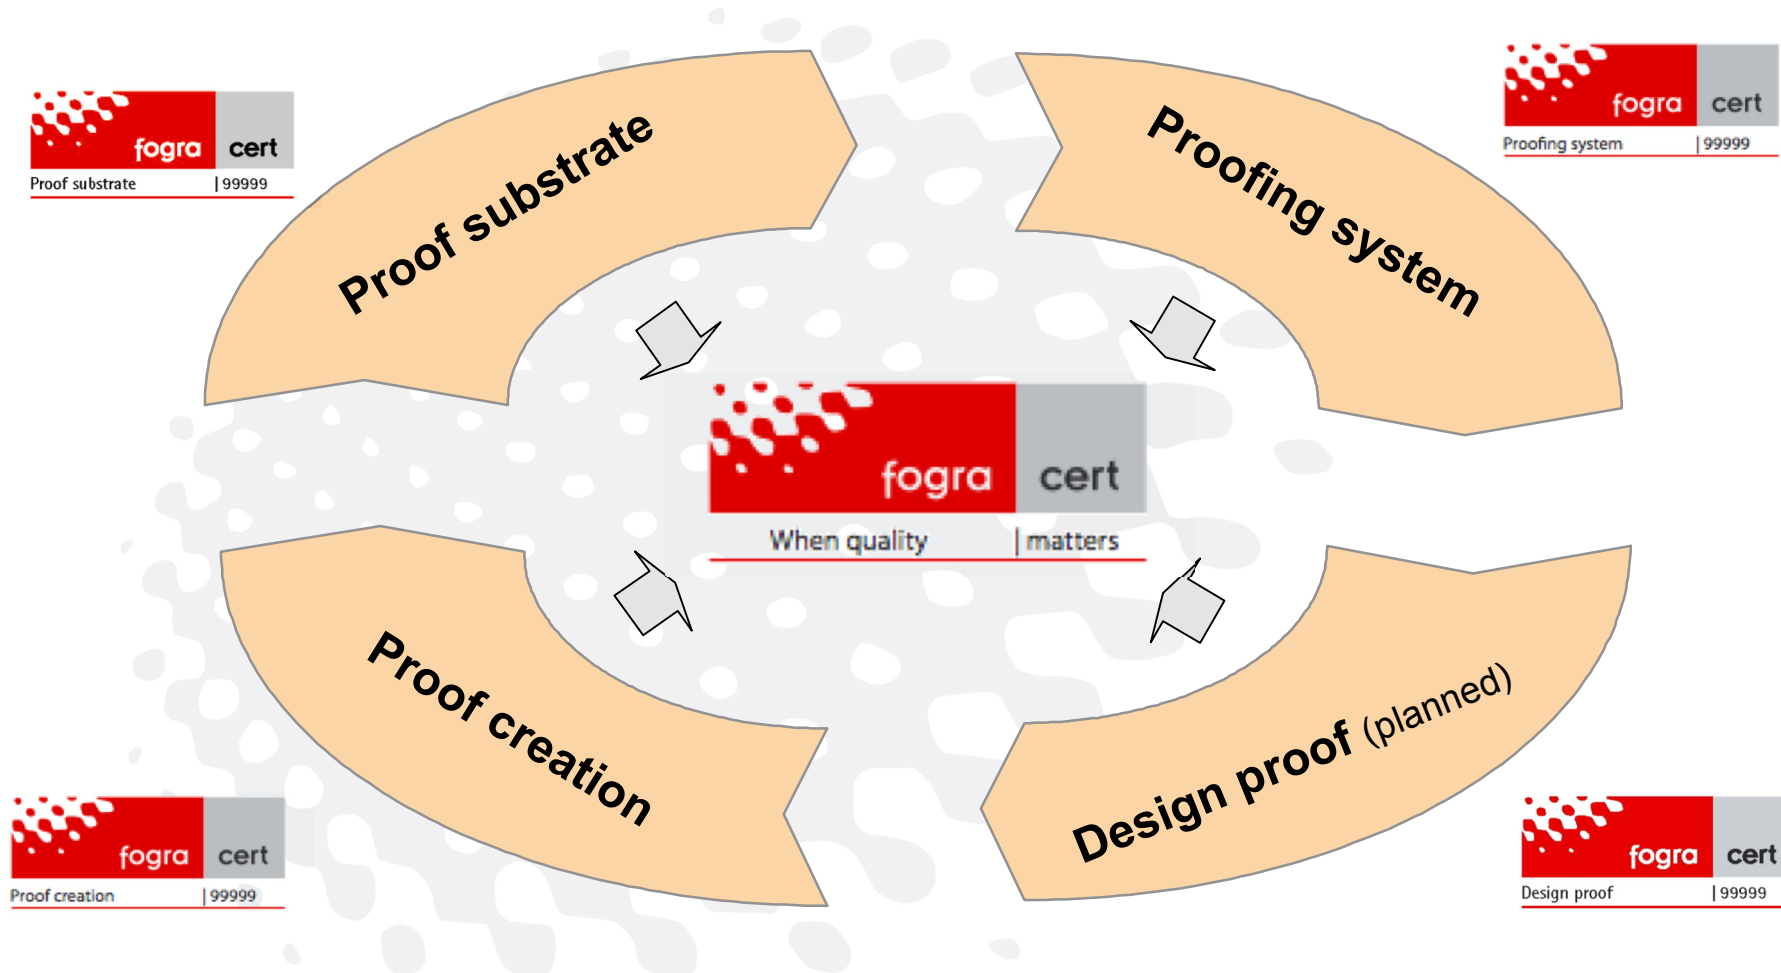 fogra cert
Proof substrate | 99999
Proof substrate
Proofing system
fogra cert
Proofing system | 99999
fogra cert
When quality | matters
Proof creation
Design proof (planned)
fogra cert
Proof creation | 99999
fogra cert
Design proof | 99999